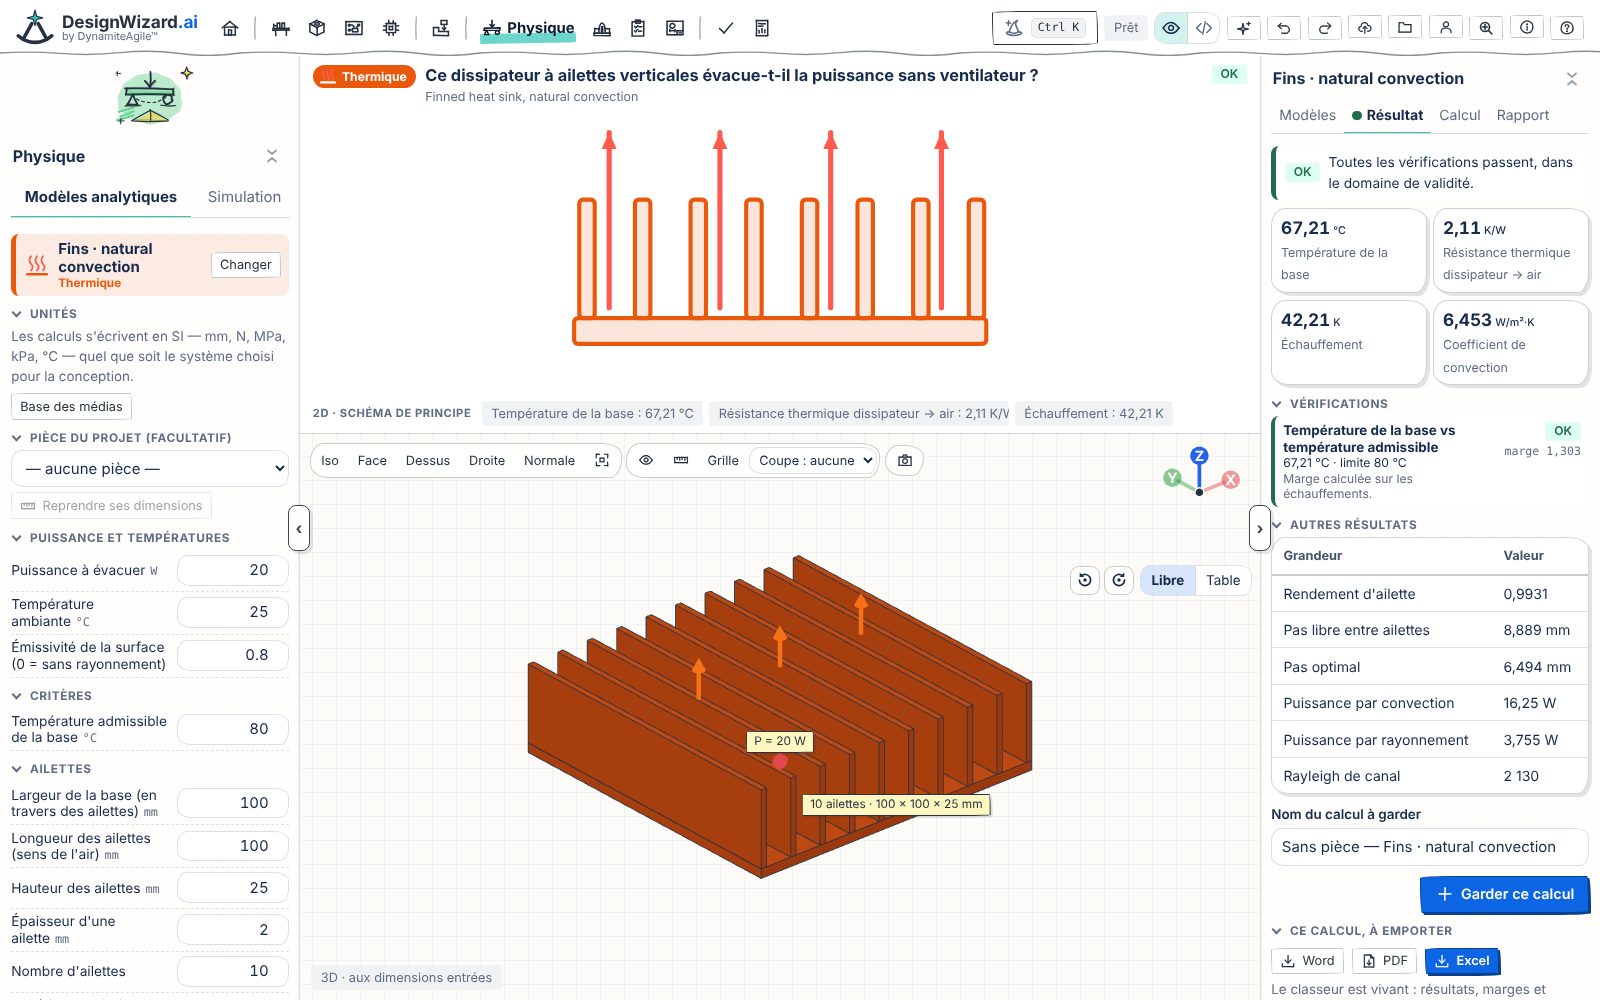 DesignWizard.ai
by DynamiteAgile™
Physique
Ctrl K
Prêt
Physique
Modèles analytiques
Simulation
Fins · natural
convection
Thermique
Changer
UNITÉS
Les calculs s'écrivent en SI — mm, N, MPa,
kPa, °C — quel que soit le système choisi
pour la conception.
Base des médias
PIÈCE DU PROJET (FACULTATIF)
— aucune pièce —
Reprendre ses dimensions
PUISSANCE ET TEMPÉRATURES
Puissance à évacuer W
20
Température
ambiante °C
25
Émissivité de la surface
(0 = sans rayonnement)
0.8
CRITÈRES
Température admissible
de la base °C
80
AILETTES
Largeur de la base (en
travers des ailettes) mm
100
Longueur des ailettes
(sens de l'air) mm
100
Hauteur des ailettes mm
25
Épaisseur d'une
ailette mm
2
Nombre d'ailettes
10
Thermique
Ce dissipateur à ailettes verticales évacue-t-il la puissance sans ventilateur ?
Finned heat sink, natural convection
OK
2D · SCHÉMA DE PRINCIPE
Température de la base : 67,21 °C
Résistance thermique dissipateur → air : 2,11 K/W
Échauffement : 42,21 K
Iso
Face
Dessus
Droite
Normale
Grille
Coupe : aucune
Z
Y
X
Libre
Table
P = 20 W
10 ailettes · 100 × 100 × 25 mm
3D · aux dimensions entrées
Fins · natural convection
Modèles
Résultat
Calcul
Rapport
OK
Toutes les vérifications passent, dans
le domaine de validité.
67,21 °C
Température de la
base
2,11 K/W
Résistance thermique
dissipateur → air
42,21 K
Échauffement
6,453 W/m²·K
Coefficient de
convection
VÉRIFICATIONS
Température de la base vs
température admissible
67,21 °C · limite 80 °C
Marge calculée sur les
échauffements.
OK
marge 1,303
AUTRES RÉSULTATS
Grandeur
Valeur
Rendement d'ailette
0,9931
Pas libre entre ailettes
8,889 mm
Pas optimal
6,494 mm
Puissance par convection
16,25 W
Puissance par rayonnement
3,755 W
Rayleigh de canal
2 130
Nom du calcul à garder
Sans pièce — Fins · natural convection
Garder ce calcul
CE CALCUL, À EMPORTER
Word
PDF
Excel
Le classeur est vivant : résultats, marges et